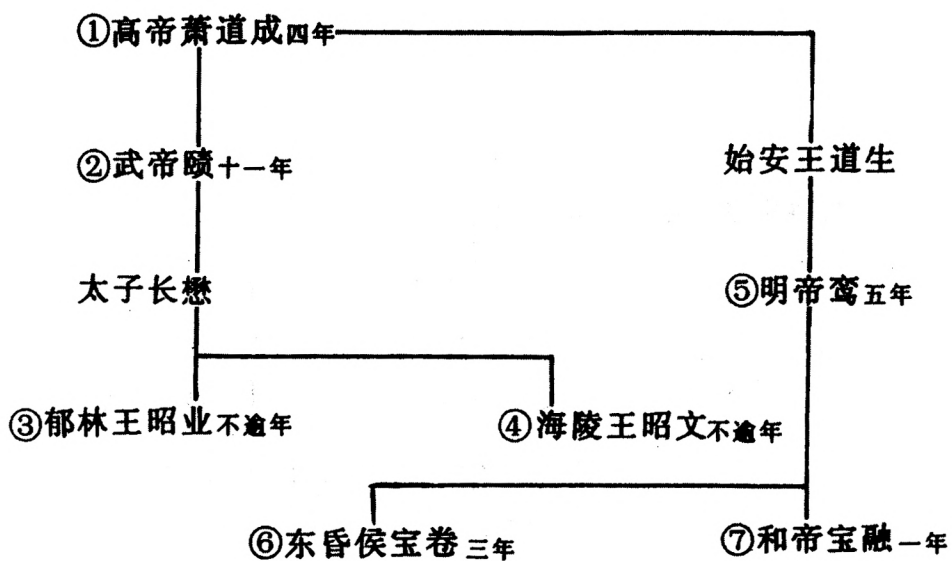 ①高帝萧道成四年
②武帝赜十一年 始安王道生
太子长懋 ⑤明帝鸾五年
③郁林王昭业不逾年 ④海陵王昭文不逾年
⑥东昏侯宝卷三年 ⑦和帝宝融一年